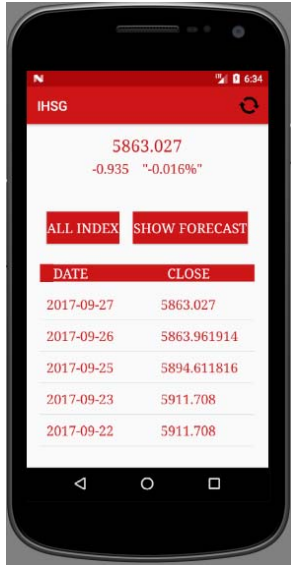 6:34
IHSG
5863.027
-0.935 "-0.016%"
ALL INDEX SHOW FORECAST
DATE CLOSE
2017-09-27 5863.027
2017-09-26 5863.961914
2017-09-25 5894.611816
2017-09-23 5911.708
2017-09-22 5911.708